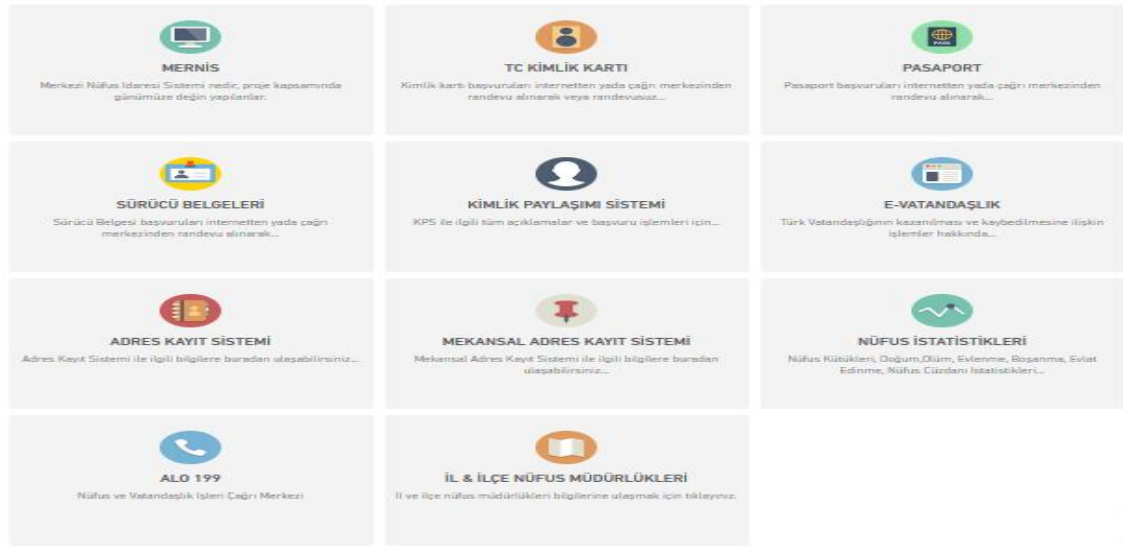 MERNİS
Merkezi Nüfus İdaresi Sistemi nedir, proje kapsamında
günümüze değin yapılanlar.
TC KİMLİK KARTI
Kimlik kartı başvuruları internetten yada çağrı merkezinden
randevu alınarak veya randevusuz...
PASAPORT
Pasaport başvuruları internetten yada çağrı merkezinden
randevu alınarak...
SÜRÜCÜ BELGELERİ
Sürücü Belgesi başvuruları internetten yada çağrı
merkezinden randevu alınarak...
KİMLİK PAYLAŞIMI SİSTEMİ
KPS ile ilgili tüm açıklamalar ve başvuru işlemleri için...
E-VATANDAŞLIK
Türk Vatandaşlığının kazanılması ve kaybedilmesine ilişkin
işlemler hakkında...
ADRES KAYIT SİSTEMİ
Adres Kayıt Sistemi ile ilgili bilgilere buradan ulaşabilirsiniz...
MEKANSAL ADRES KAYIT SİSTEMİ
Mekansal Adres Kayıt Sistemi ile ilgili bilgilere buradan
ulaşabilirsiniz...
NÜFUS İSTATİSTİKLERİ
Nüfus Kütükleri, Doğum,Ölüm, Evlenme, Boşanma, Evlat
Edinme, Nüfus Cüzdanı İstatistikleri...
ALO 199
Nüfus ve Vatandaşlık İşleri Çağrı Merkezi
İL & İLÇE NÜFUS MÜDÜRLÜKLERİ
İl ve ilçe nüfus müdürlükleri bilgilerine ulaşmak için tıklayınız.